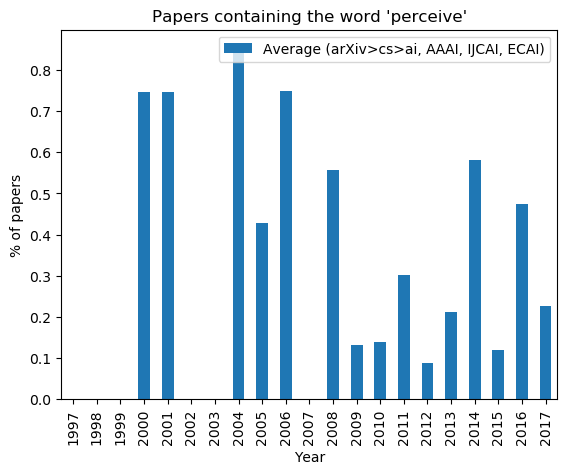 Papers containing the word 'perceive'
Average (arXiv>cs>ai, AAAI, IJCAI, ECAI)
% of papers
0.8
0.7
0.6
0.5
0.4
0.3
0.2
0.1
0.0
1997 1998 1999 2000 2001 2002 2003 2004 2005 2006 2007 2008 2009 2010 2011 2012 2013 2014 2015 2016 2017
Year